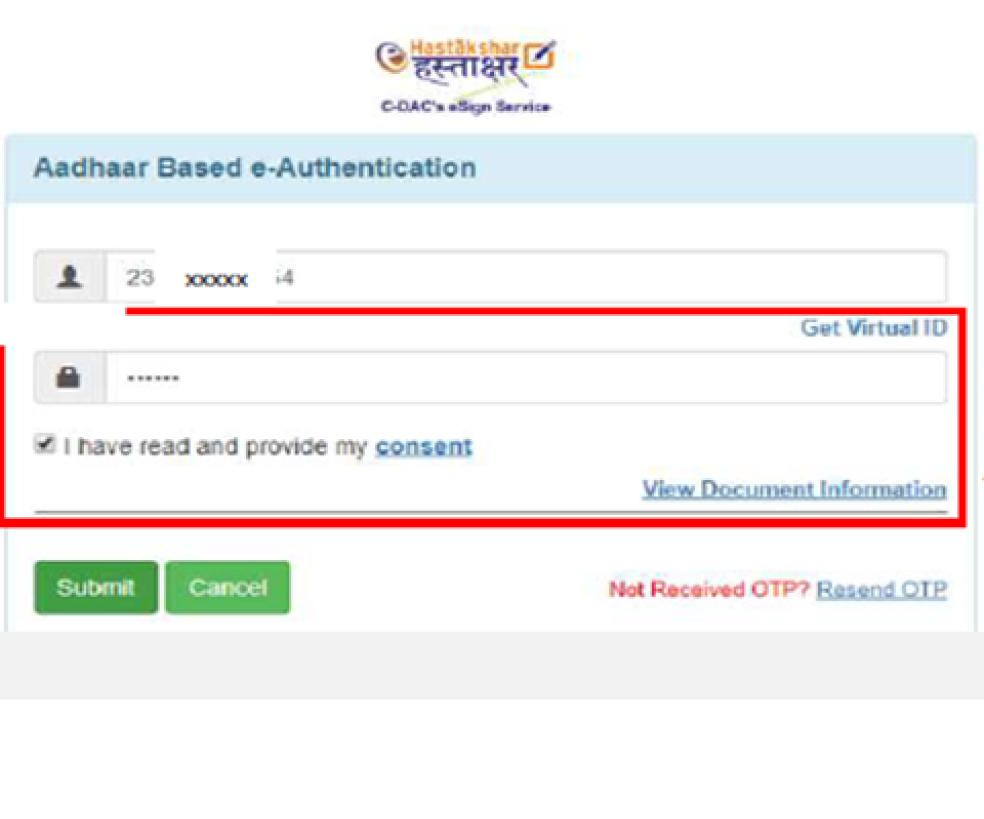 Hastākshar
हस्ताक्षर
C-DAC's eSign Service
Aadhaar Based e-Authentication
23 xxxxx 54
Get Virtual ID
······
I have read and provide my consent
View Document Information
Submit Cancel
Not Received OTP? Resend OTP